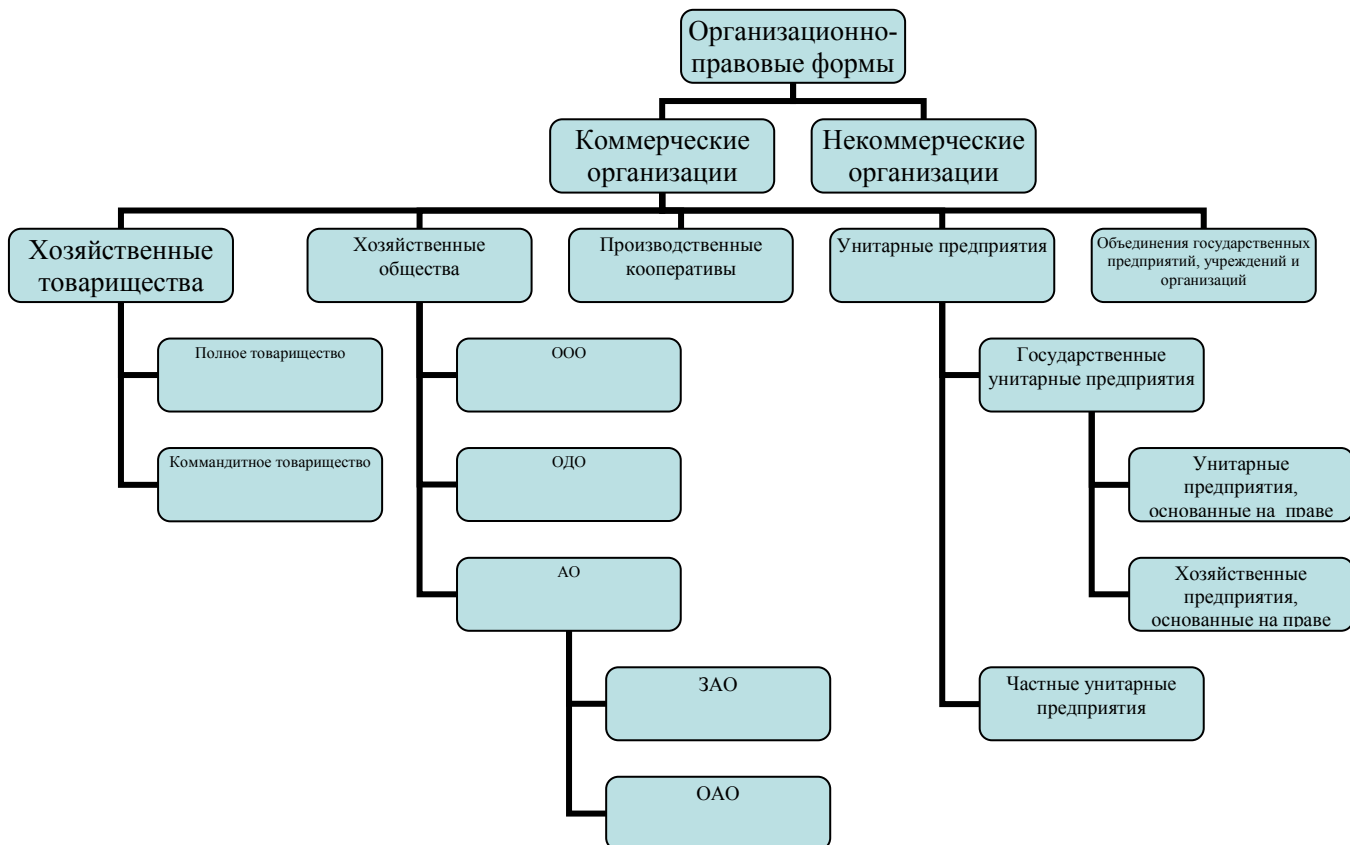 Организационно-
правовые формы
Коммерческие
организации
Некоммерческие
организации
Хозяйственные
товарищества
Хозяйственные
общества
Производственные
кооперативы
Унитарные предприятия
Объединения государственных
предприятий, учреждений и
организаций
Полное товарищество
Коммандитное товарищество
ООО
ОДО
АО
ЗАО
ОАО
Государственные
унитарные предприятия
Унитарные
предприятия,
основанные на праве
Хозяйственные
предприятия,
основанные на праве
Частные унитарные
предприятия